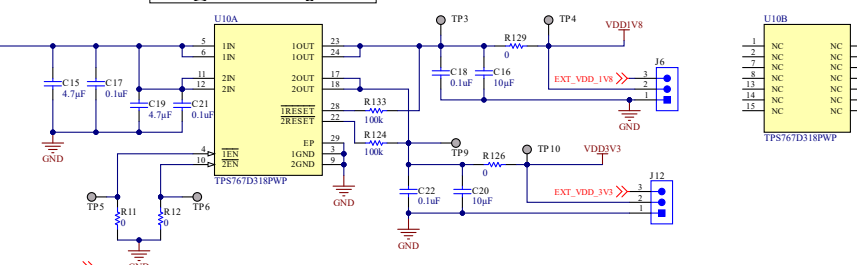 U10A
TP3
TP4
U10B
VDD1V8
R129
0
5
6
1IN
1IN
1OUT
1OUT
23
24
1
2
7
8
13
14
15
NC
NC
NC
NC
NC
NC
NC
NC
NC
NC
NC
NC
NC
NC
J6
EXT_VDD_1V8
3
2
1
C15
4.7µF
C17
0.1uF
11
12
2IN
2IN
2OUT
2OUT
17
18
C18
0.1uF
C16
10µF
C19
4.7µF
C21
0.1uF
1RESET
2RESET
28
22
R133
100k
R124
100k
GND
TPS767D318PWP
GND
EP
1GND
2GND
29
3
9
TP9
TP10
VDD3V3
R126
0
4
10
1EN
2EN
TPS767D318PWP
GND
J12
EXT_VDD_3V3
3
2
1
C22
0.1uF
C20
10µF
TP5
R11
0
R12
0
TP6
GND
GND